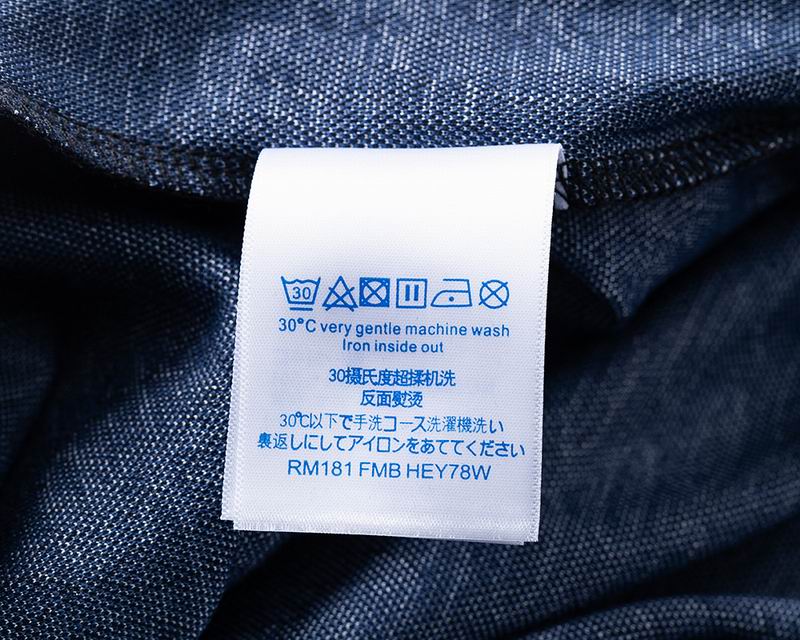 30
30°C very gentle machine wash
Iron inside out
30摄氏度超揉机洗
反面熨烫
30℃以下で手洗コース洗濯機洗い
裏返しにしてアイロンをあててください
RM181 FMB HEY78W